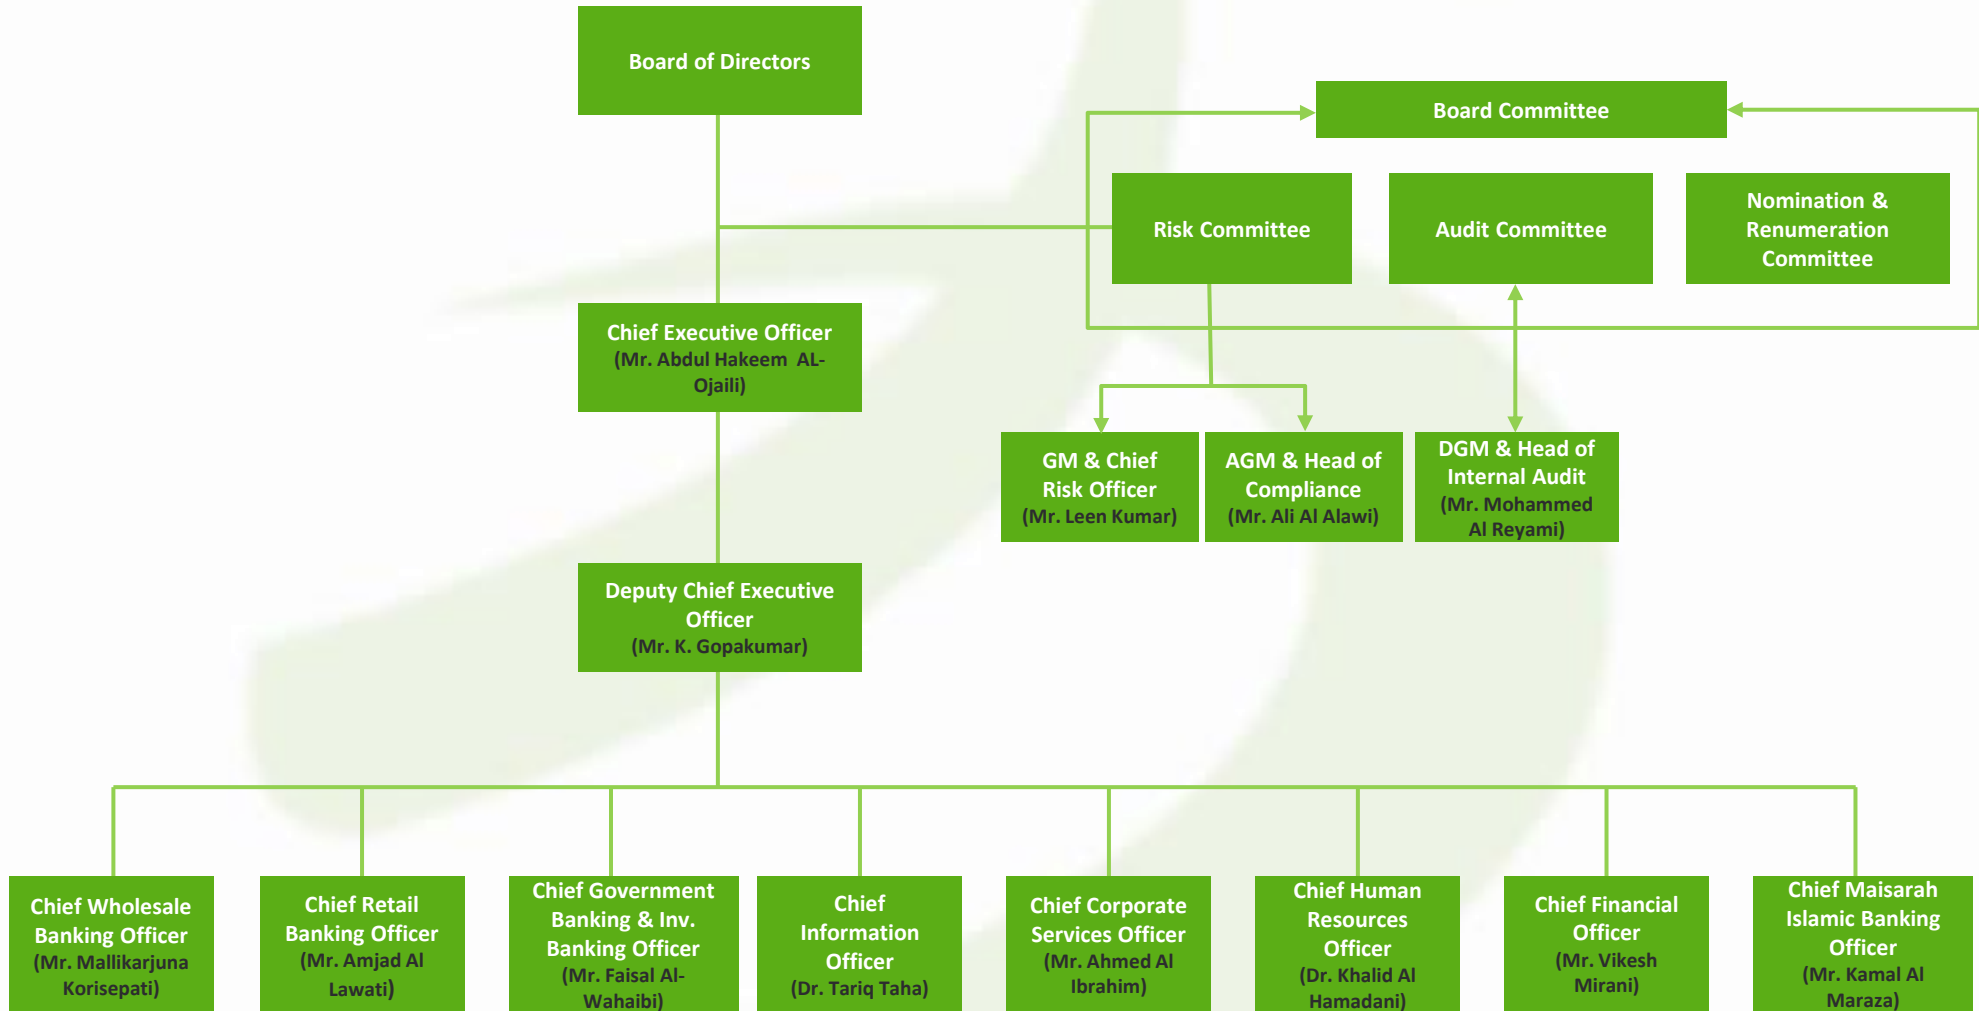 Board of Directors
Board Committee
Risk Committee
Audit Committee
Nomination &
Renumeration
Committee
Chief Executive Officer
(Mr. Abdul Hakeem AL-
Ojaili)
GM & Chief
Risk Officer
(Mr. Leen Kumar)
AGM & Head of
Compliance
(Mr. Ali Al Alawi)
DGM & Head of
Internal Audit
(Mr. Mohammed
Al Reyami)
Deputy Chief Executive
Officer
(Mr. K. Gopakumar)
Chief Wholesale
Banking Officer
(Mr. Mallikarjuna
Korisepati)
Chief Retail
Banking Officer
(Mr. Amjad Al
Lawati)
Chief Government
Banking & Inv.
Banking Officer
(Mr. Faisal Al-
Wahaibi)
Chief
Information
Officer
(Dr. Tariq Taha)
Chief Corporate
Services Officer
(Mr. Ahmed Al
Ibrahim)
Chief Human
Resources
Officer
(Dr. Khalid Al
Hamadani)
Chief Financial
Officer
(Mr. Vikesh
Mirani)
Chief Maisarah
Islamic Banking
Officer
(Mr. Kamal Al
Maraza)